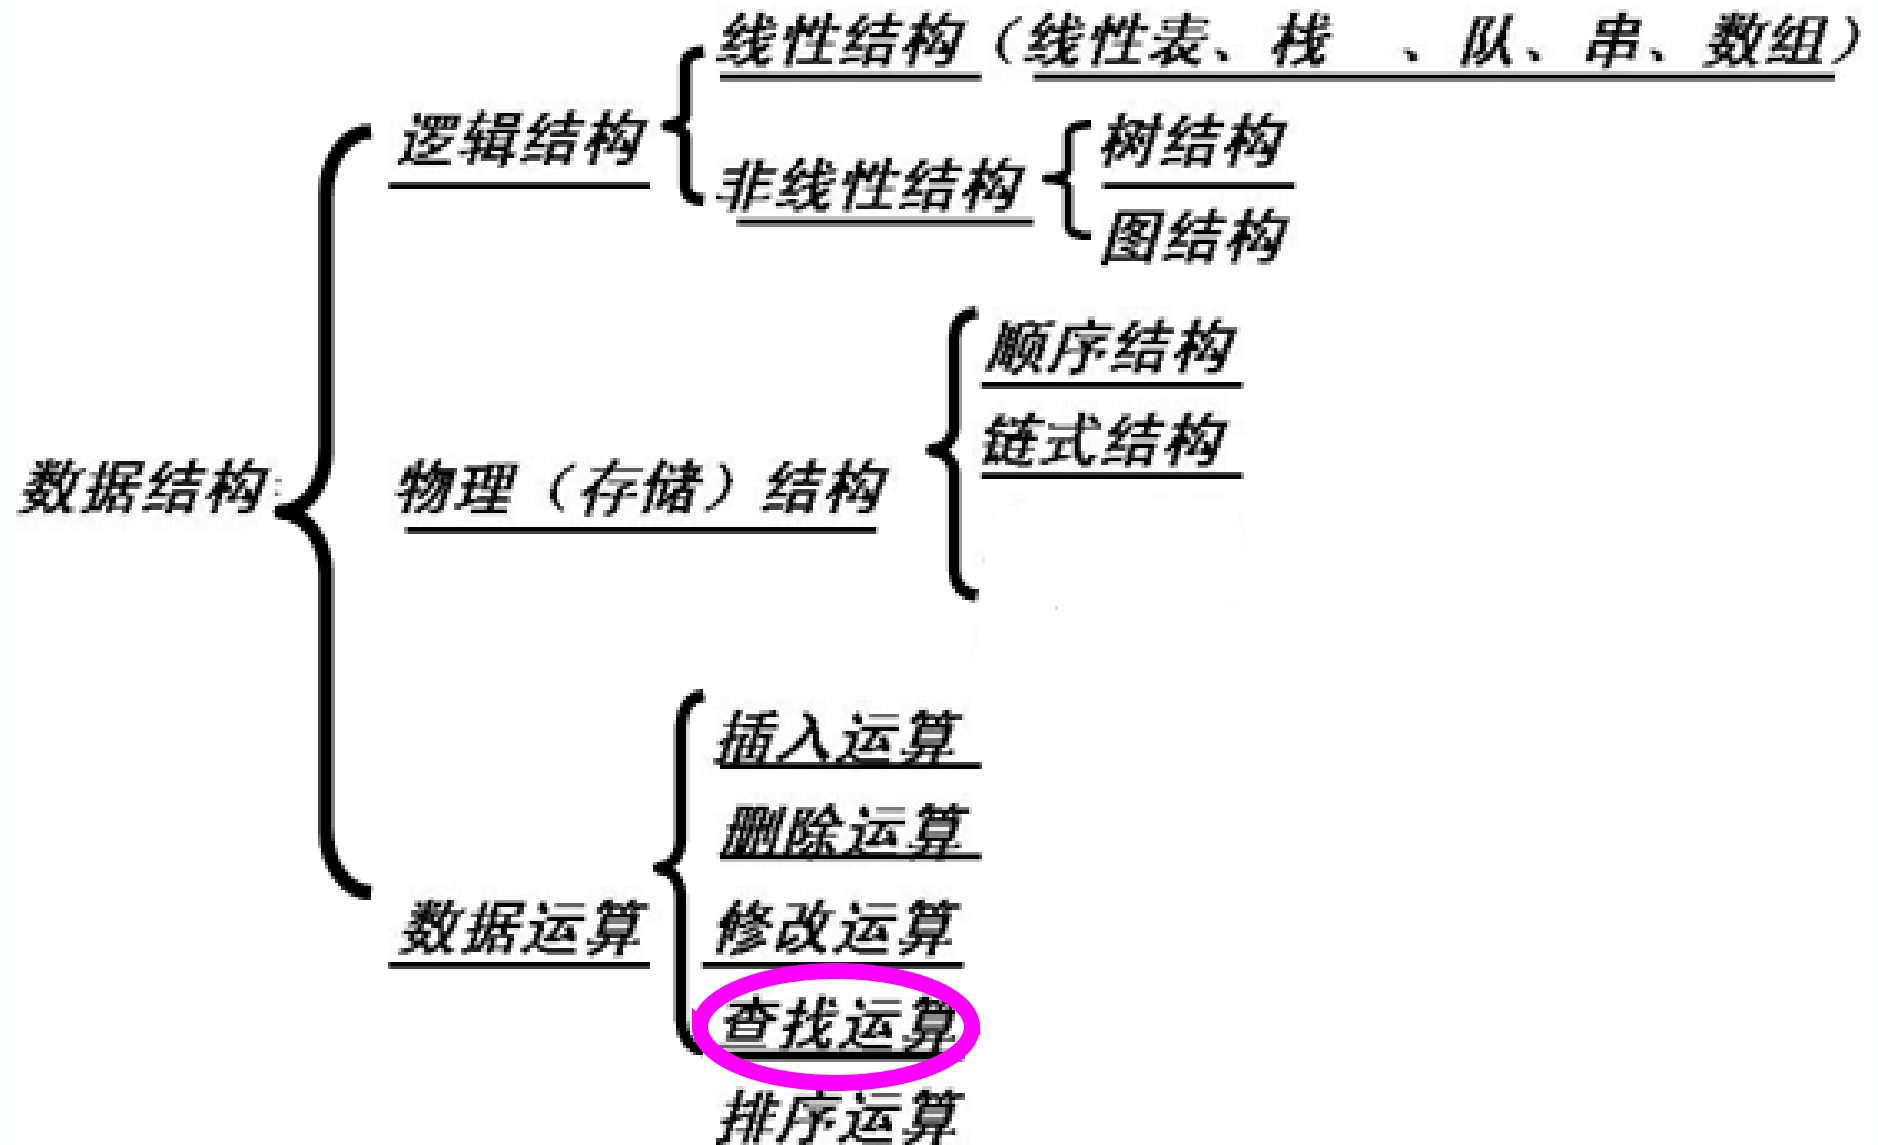 线性结构（线性表、栈 、队、串、数组）
逻辑结构
树结构
非线性结构
图结构
顺序结构
链式结构
数据结构
物理（存储）结构
插入运算
删除运算
数据运算
修改运算
查找运算
排序运算